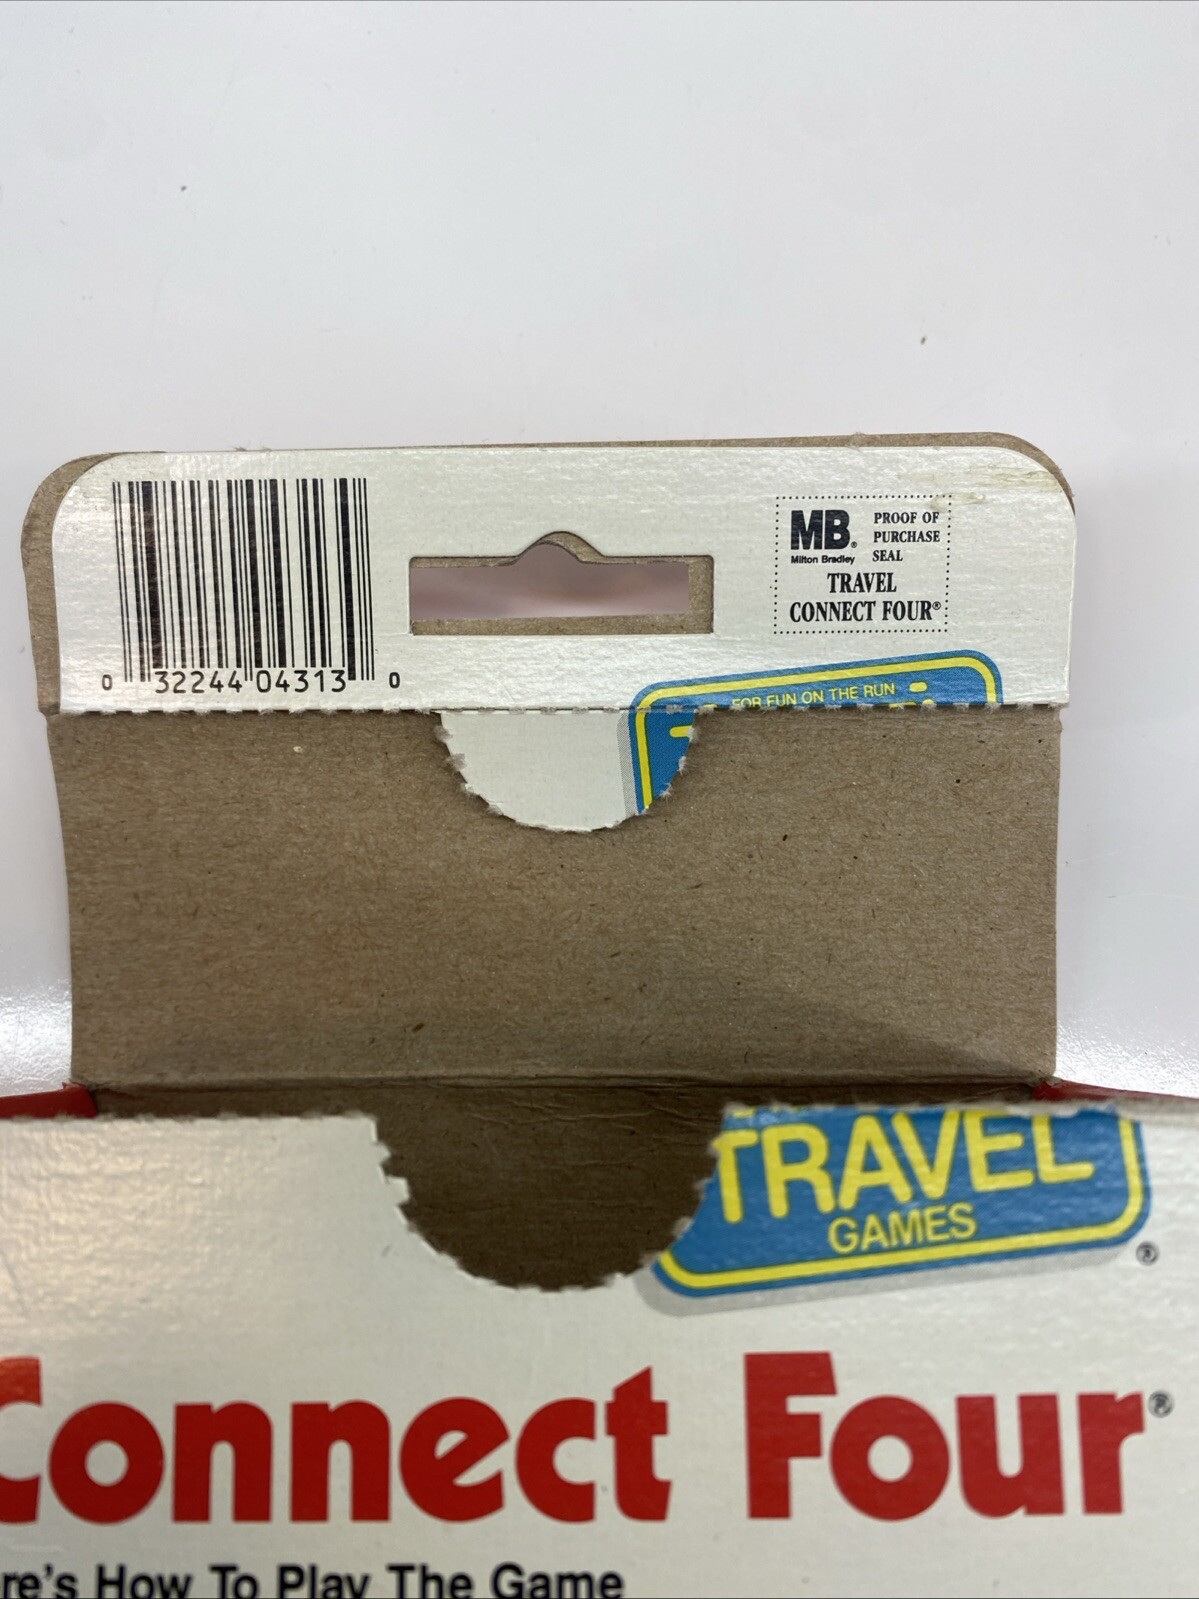 0 32244 04313 0
MB®
Milton Bradley
PROOF OF
PURCHASE
SEAL
TRAVEL
CONNECT FOUR®
FOR FUN ON THE RUN
TRAVEL
GAMES
®
Connect Four®
re's How To Play The Game